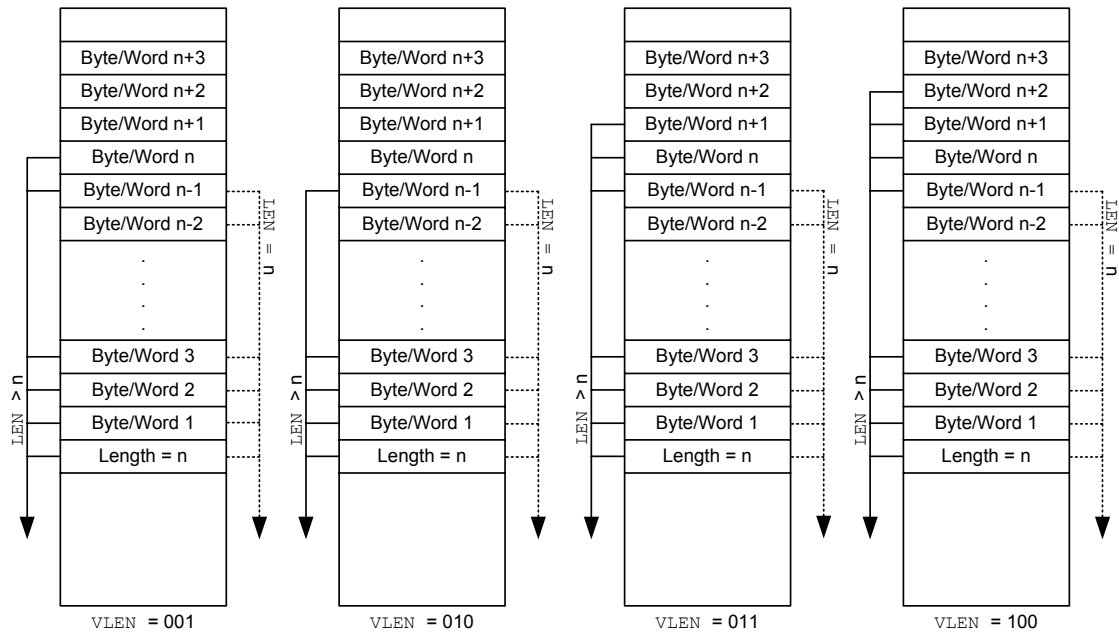 Byte/Word n+3
Byte/Word n+2
Byte/Word n+1
Byte/Word n
Byte/Word n-1
Byte/Word n-2
.
.
.
.
Byte/Word 3
Byte/Word 2
Byte/Word 1
Length = n
LEN > n
LEN = n
VLEN = 001
Byte/Word n+3
Byte/Word n+2
Byte/Word n+1
Byte/Word n
Byte/Word n-1
Byte/Word n-2
.
.
.
.
Byte/Word 3
Byte/Word 2
Byte/Word 1
Length = n
LEN > n
LEN = n
VLEN = 010
Byte/Word n+3
Byte/Word n+2
Byte/Word n+1
Byte/Word n
Byte/Word n-1
Byte/Word n-2
.
.
.
.
Byte/Word 3
Byte/Word 2
Byte/Word 1
Length = n
LEN > n
LEN = n
VLEN = 011
Byte/Word n+3
Byte/Word n+2
Byte/Word n+1
Byte/Word n
Byte/Word n-1
Byte/Word n-2
.
.
.
.
Byte/Word 3
Byte/Word 2
Byte/Word 1
Length = n
LEN > n
LEN = n
VLEN = 100